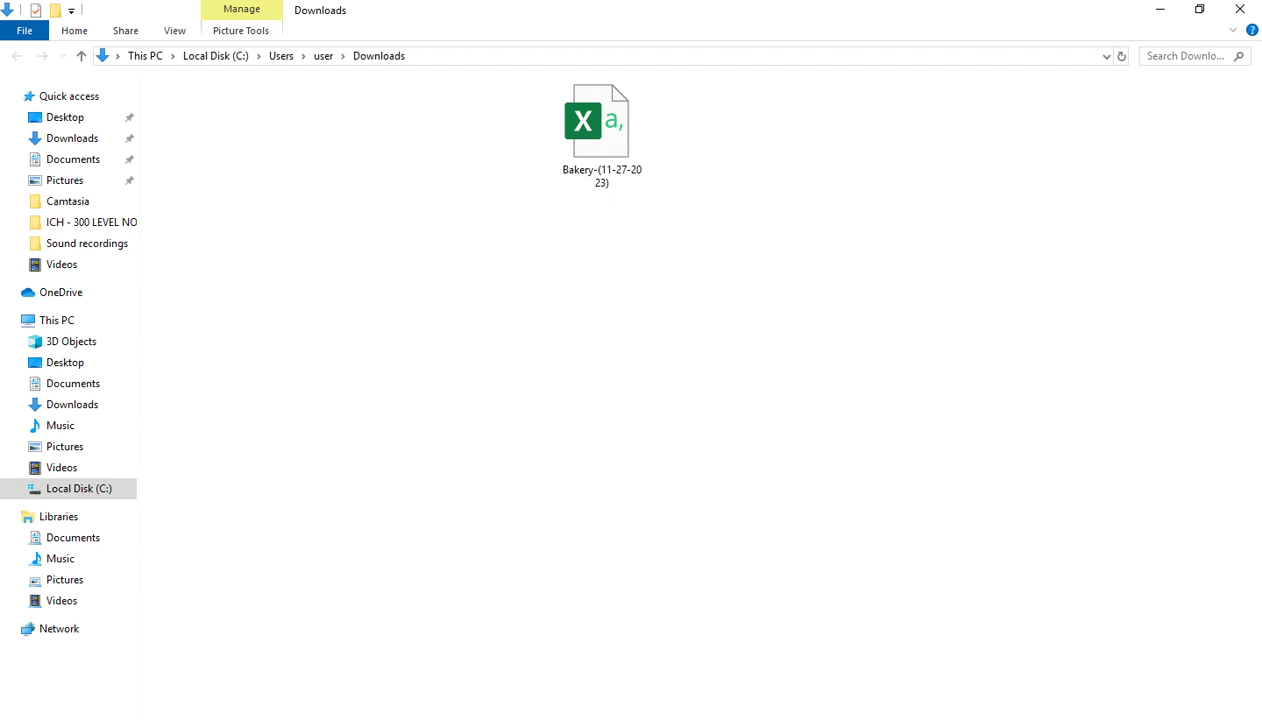 Manage
Downloads
File
Home
Share
View
Picture Tools
This PC
Local Disk (C:)
Users
user
Downloads
Search Downlo...
Quick access
Desktop
Downloads
Documents
Pictures
Camtasia
ICH - 300 LEVEL NO
Sound recordings
Videos
OneDrive
This PC
3D Objects
Desktop
Documents
Downloads
Music
Pictures
Videos
Local Disk (C:)
Libraries
Documents
Music
Pictures
Videos
Network
X a,
Bakery-(11-27-20
23)